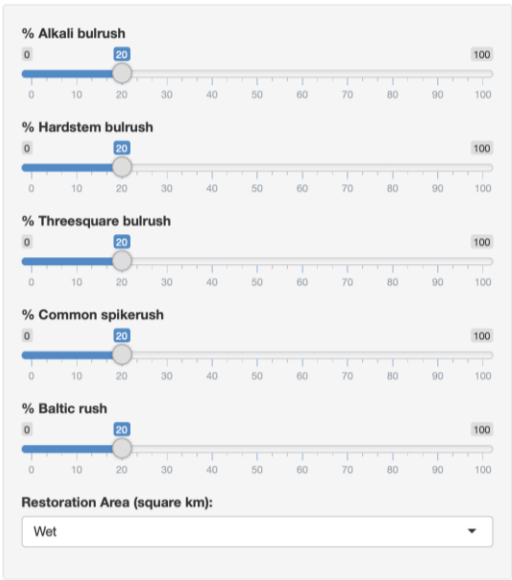 % Alkali bulrush
0 20 100
0 10 20 30 40 50 60 70 80 90 100
% Hardstem bulrush
0 20 100
0 10 20 30 40 50 60 70 80 90 100
% Threesquare bulrush
0 20 100
0 10 20 30 40 50 60 70 80 90 100
% Common spikerush
0 20 100
0 10 20 30 40 50 60 70 80 90 100
% Baltic rush
0 20 100
0 10 20 30 40 50 60 70 80 90 100
Restoration Area (square km):
Wet